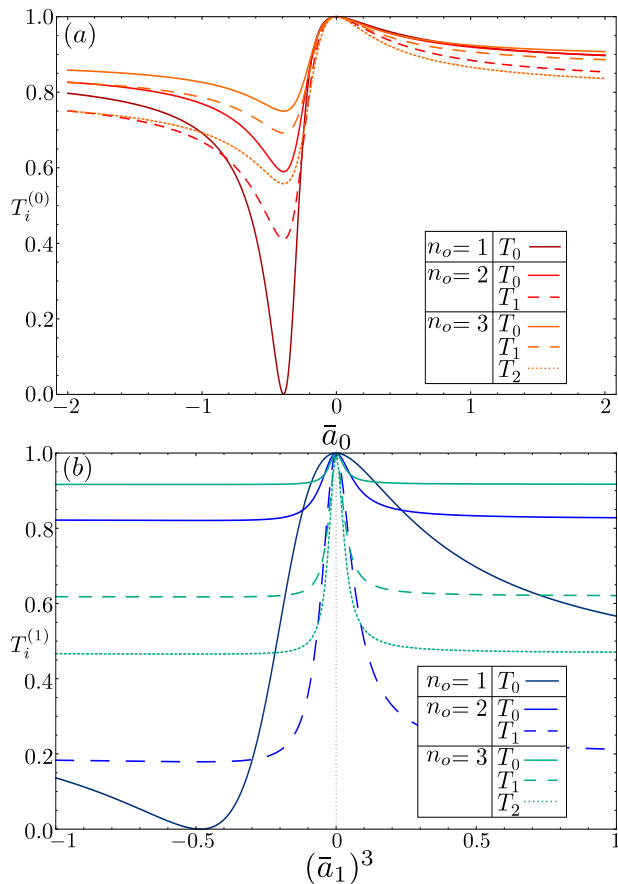 1.0
(a)
0.8
0.6
T_i^{(0)}
0.4
n_o= 1 T_0
n_o= 2 T_0
T_1
0.2
n_o= 3 T_0
T_1
T_2
0.0
−2 −1 0 1 2
ā_0
1.0
(b)
0.8
0.6
T_i^{(1)}
0.4
n_o= 1 T_0
n_o= 2 T_0
T_1
0.2
n_o= 3 T_0
T_1
T_2
0.0
−1 −0.5 0 0.5 1
(ā_1)^3